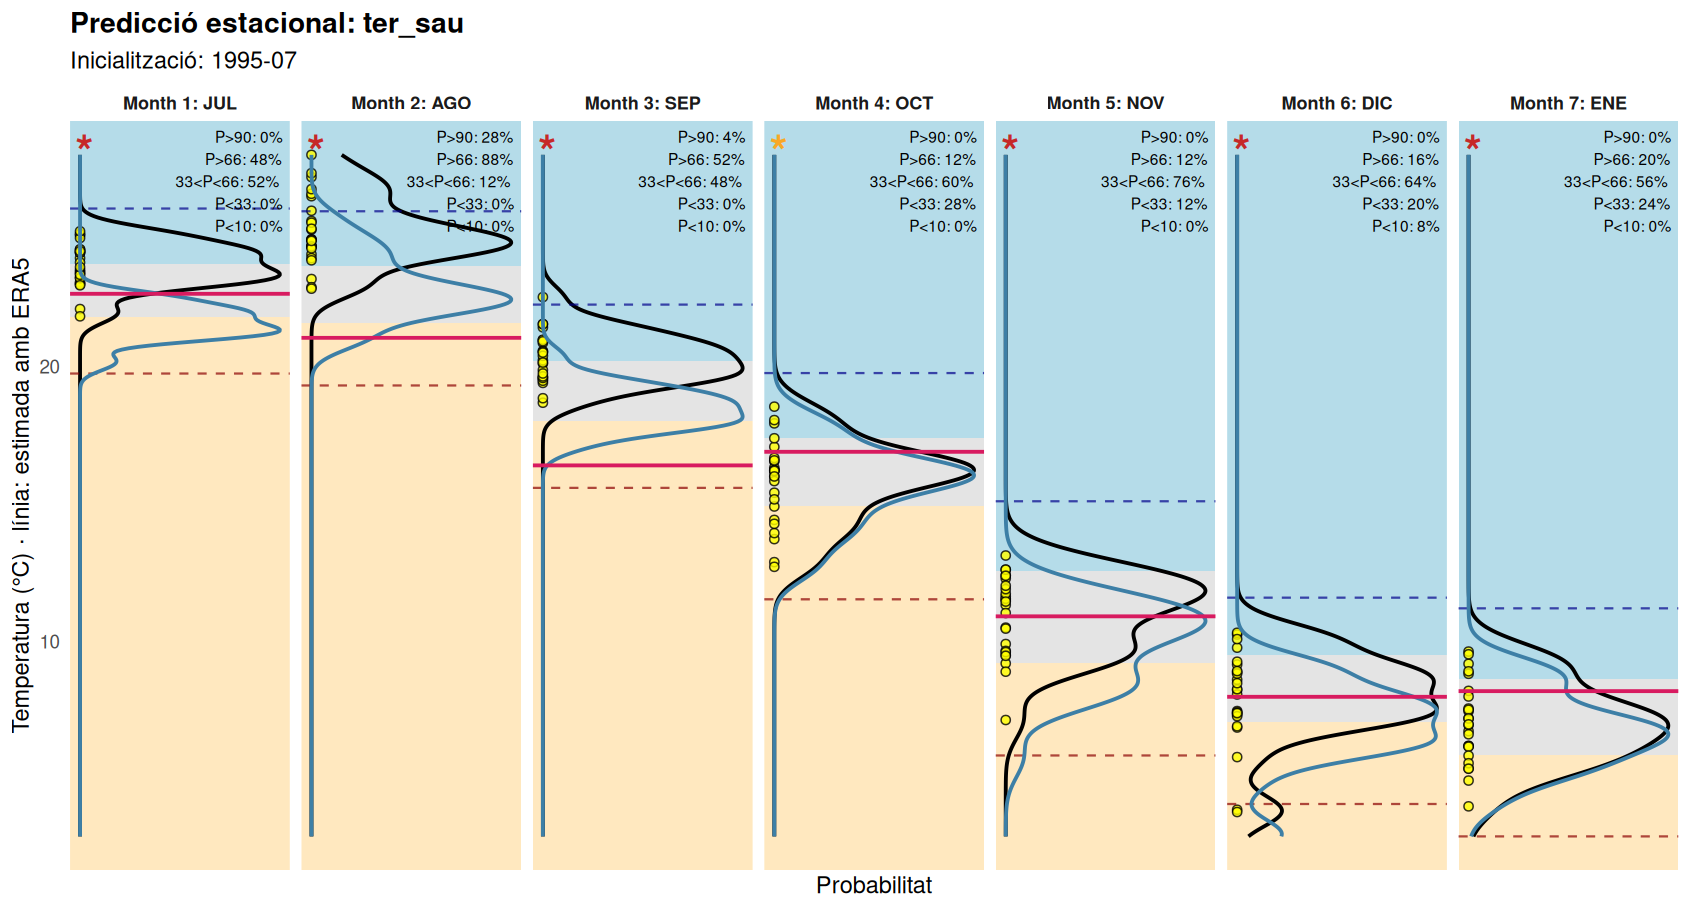 Predicció estacional: ter_sau
Inicialització: 1995-07
Month 1: JUL
Month 2: AGO
Month 3: SEP
Month 4: OCT
Month 5: NOV
Month 6: DIC
Month 7: ENE
P>90: 0%
P>66: 48%
33<P<66: 52%
P<33: 0%
P<10: 0%
P>90: 28%
P>66: 88%
33<P<66: 12%
P<33: 0%
P<10: 0%
P>90: 4%
P>66: 52%
33<P<66: 48%
P<33: 0%
P<10: 0%
P>90: 0%
P>66: 12%
33<P<66: 60%
P<33: 28%
P<10: 0%
P>90: 0%
P>66: 12%
33<P<66: 76%
P<33: 12%
P<10: 0%
P>90: 0%
P>66: 16%
33<P<66: 64%
P<33: 20%
P<10: 8%
P>90: 0%
P>66: 20%
33<P<66: 56%
P<33: 24%
P<10: 0%
Temperatura (°C) · línia: estimada amb ERA5
20
10
Probabilitat